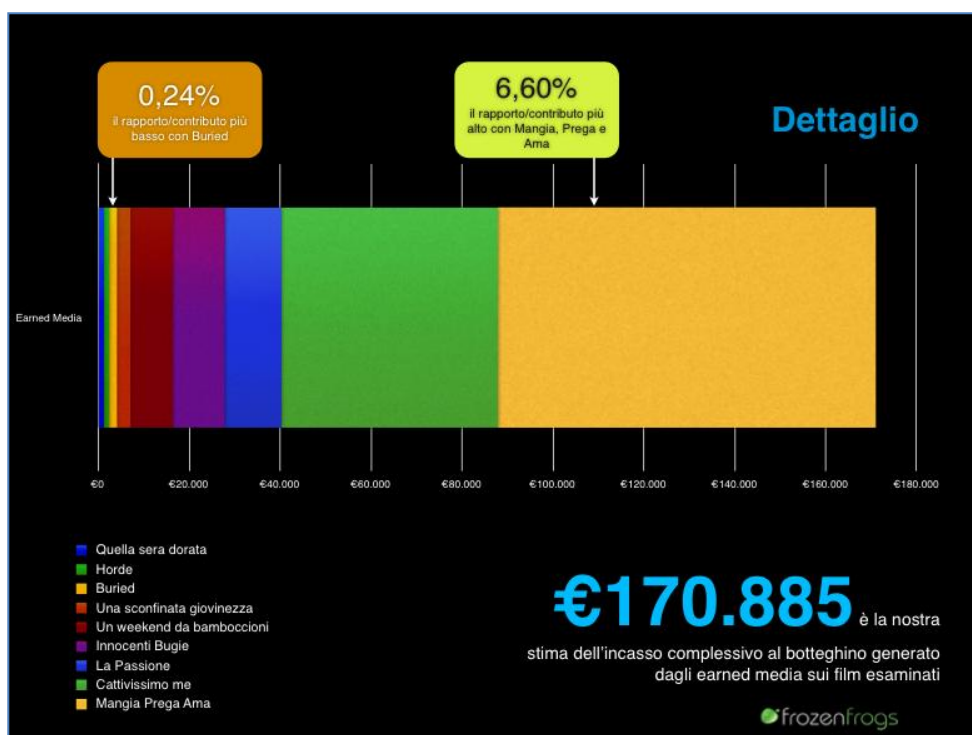 0,24%
il rapporto/contributo più
basso con Buried
6,60%
il rapporto/contributo più
alto con Mangia, Prega e
Ama
Dettaglio
Earned Media
€0
€20.000
€40.000
€60.000
€80.000
€100.000
€120.000
€140.000
€160.000
€180.000
Quella sera dorata
Horde
Buried
Una sconfinata giovinezza
Un weekend da bamboccioni
Innocenti Bugie
La Passione
Cattivissimo me
Mangia Prega Ama
€170.885 è la nostra
stima dell'incasso complessivo al botteghino generato
dagli earned media sui film esaminati
frozenfrogs